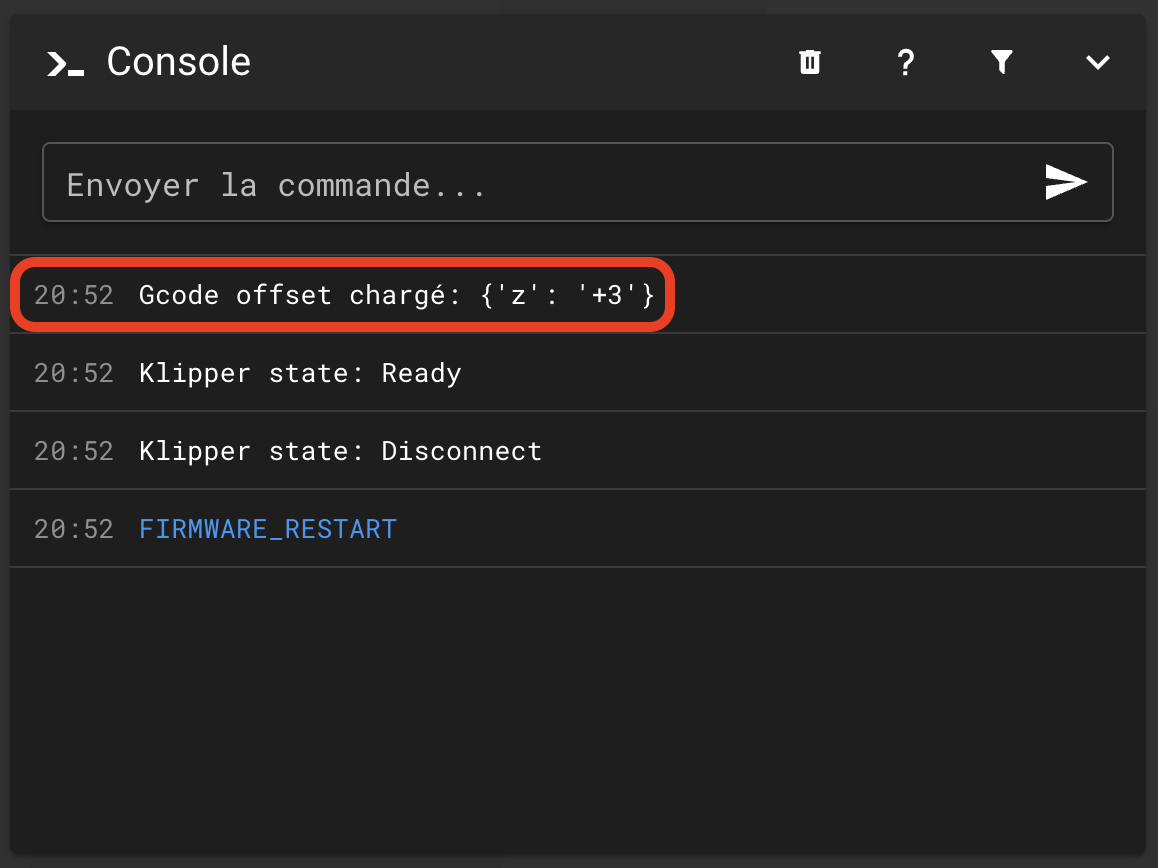 Console
Envoyer la commande...
20:52 Gcode offset chargé: {'z': '+3'}
20:52 Klipper state: Ready
20:52 Klipper state: Disconnect
20:52 FIRMWARE_RESTART